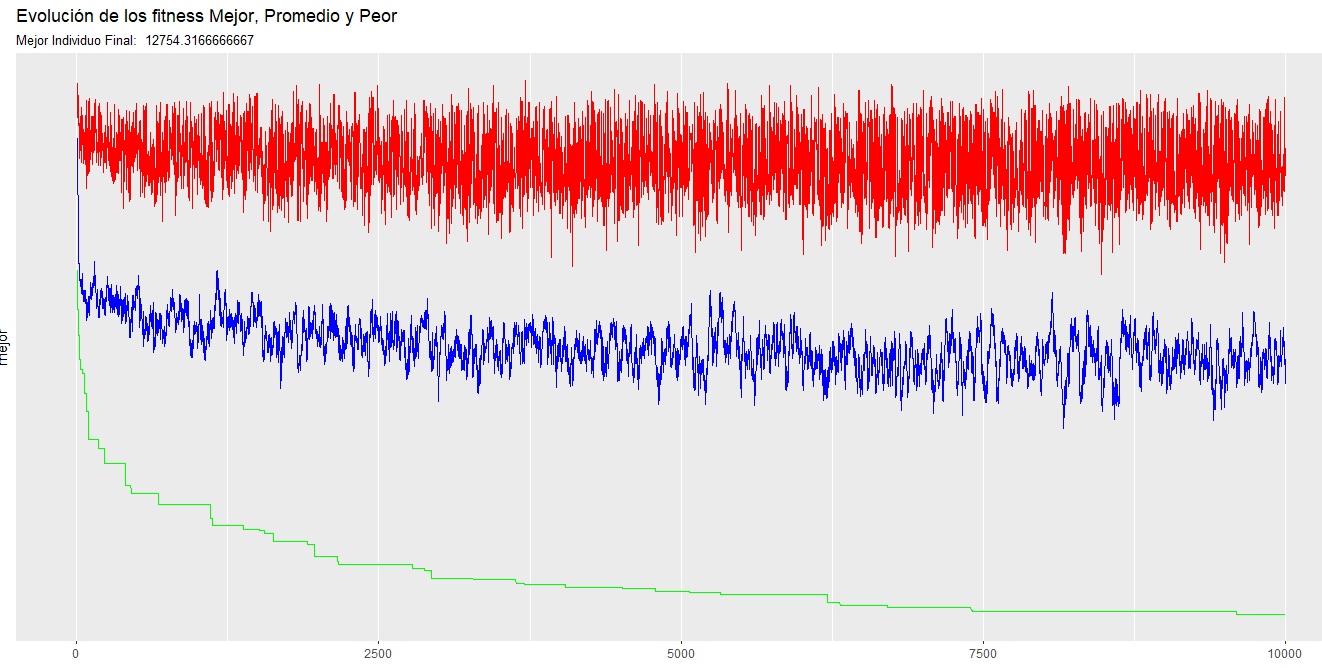 Evolución de los fitness Mejor, Promedio y Peor
Mejor Individuo Final: 12754.3166666667
mejor
0 2500 5000 7500 10000